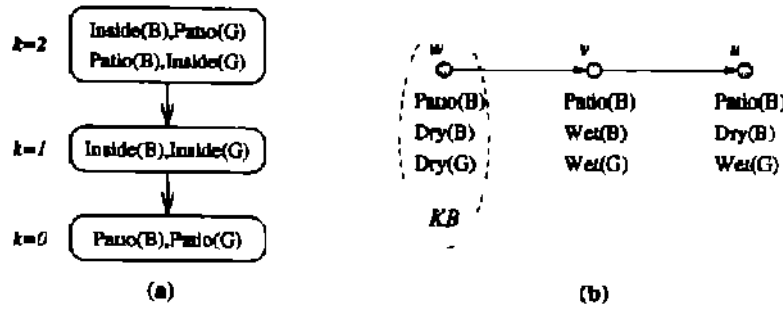 k=2
Inside(B),Patio(G)
Patio(B),Inside(G)
k=1
Inside(B),Inside(G)
k=0
Patio(B),Patio(G)
(a)
w v u
Patio(B) Patio(B) Patio(B)
Dry(B) Wet(B) Dry(B)
Dry(G) Wet(G) Wet(G)
KB
(b)